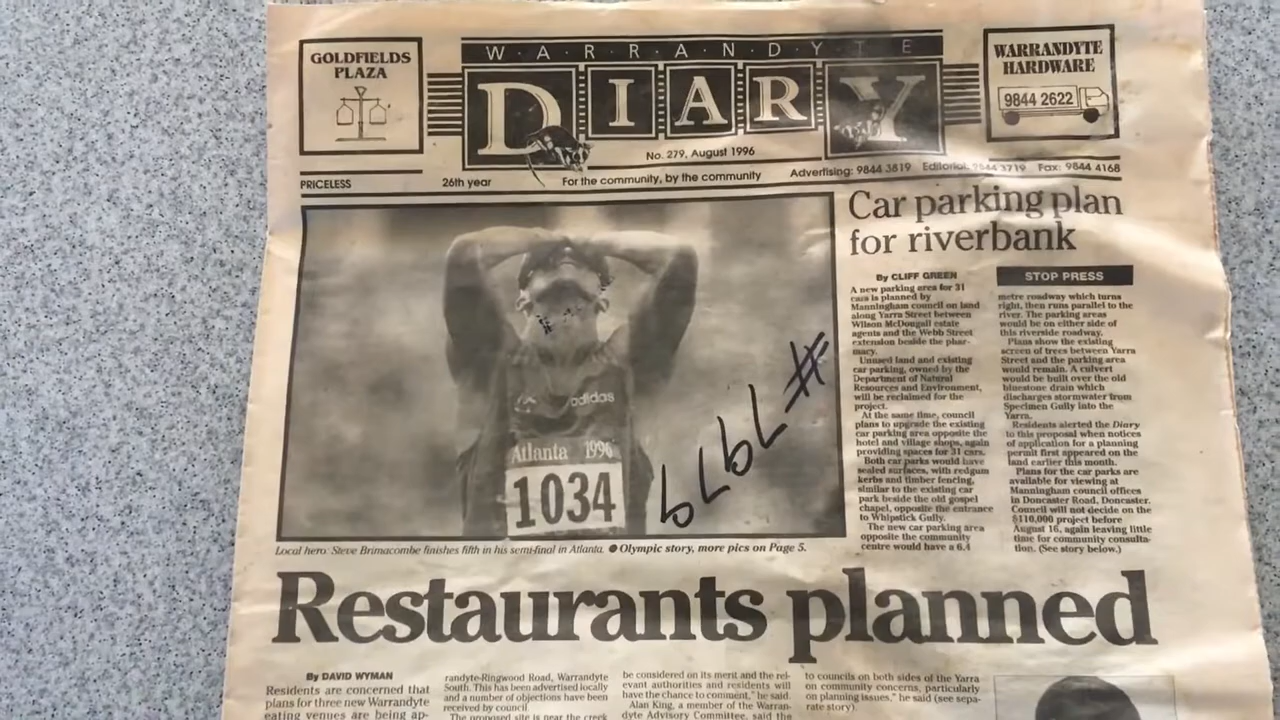 GOLDFIELDS
PLAZA
W·A·R·R·A·N·D·Y·T·E
DIARY
No. 279, August 1996
WARRANDYTE
HARDWARE
9844 2622
PRICELESS
26th year
For the community, by the community
Advertising: 9844 3819 Editorial: 9844 3719 Fax: 9844 4168
adidas
Atlanta 1996
1034
Local hero: Steve Brimacombe finishes fifth in his semi-final in Atlanta. ● Olympic story, more pics on Page 5.
Car parking plan
for riverbank
By CLIFF GREEN
A new parking area for 31
cars is planned by
Manningham council on land
along Yarra Street between
Wilson McDougall estate
agents and the Webb Street
extension beside the phar-
macy.
Unused land and existing
car parking, owned by the
Department of Natural
Resources and Environment,
will be reclaimed for the
project.
At the same time, council
plans to upgrade the existing
car parking area opposite the
hotel and village shops, again
providing spaces for 31 cars.
Both car parks would have
sealed surfaces, with redgum
kerbs and timber fencing,
similar to the existing car
park beside the old gospel
chapel, opposite the entrance
to Whipstick Gully.
The new car parking area
opposite the community
centre would have a 6.4
STOP PRESS
metre roadway which turns
right, then runs parallel to the
river. The parking areas
would be on either side of
this riverside roadway.
Plans show the existing
screen of trees between Yarra
Street and the parking area
would remain. A culvert
would be built over the old
bluestone drain which
discharges stormwater from
Specimen Gully into the
Yarra.
Residents alerted the Diary
to this proposal when notices
of application for a planning
permit first appeared on the
land earlier this month.
Plans for the car parks are
available for viewing at
Manningham council offices
in Doncaster Road, Doncaster.
Council will not decide on the
$110,000 project before
August 16, again leaving little
time for community consulta-
tion. (See story below.)
Restaurants planned
By DAVID WYMAN
Residents are concerned that
plans for three new Warrandyte
eating venues are being ap-
randyte-Ringwood Road, Warrandyte
South. This has been advertised locally
and a number of objections have been
received by council.
The proposed site is near the creek
be considered on its merit and the rel-
evant authorities and residents will
have the chance to comment," he said.
Alan King, a member of the Warran-
dyte Advisory Committee, said the
to councils on both sides of the Yarra
on community concerns, particularly
on planning issues," he said (see sepa-
rate story).